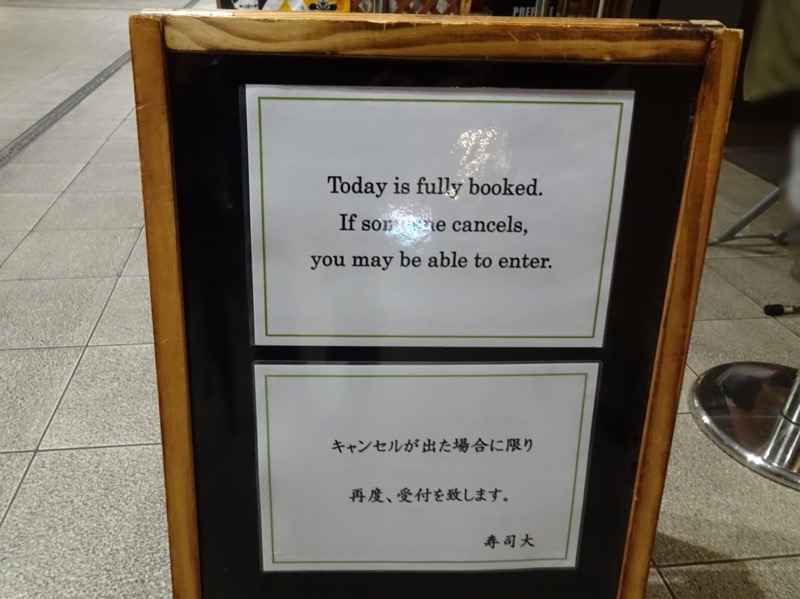 Today is fully booked.
If someone cancels,
you may be able to enter.
キャンセルが出た場合に限り
再度、受付を致します。
寿司大